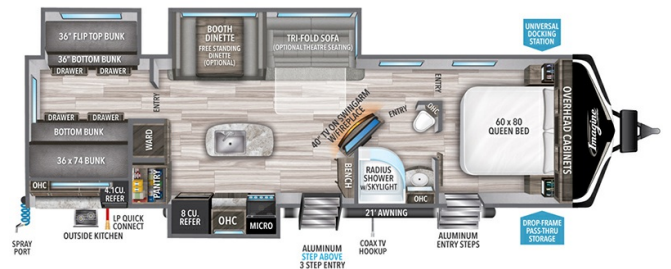 36" FLIP TOP BUNK
36" BOTTOM BUNK
DRAWER
DRAWER
DRAWER
DRAWER
BOTTOM BUNK
36 x 74 BUNK
OHC
ENTRY
WARD
PANTRY
4.1CU.
REFER
SPRAY
PORT
OUTSIDE KITCHEN
LP QUICK
CONNECT
BOOTH
DINETTE
FREE STANDING
DINETTE
(OPTIONAL)
TRI-FOLD SOFA
(OPTIONAL THEATRE SEATING)
8 CU.
REFER
OHC
MICRO
40" TV ON SWINGARM
W/FIREPLACE
ENTRY
OHC
ENTRY
BENCH
RADIUS
SHOWER
w/SKYLIGHT
OHC
21' AWNING
ALUMINUM
STEP ABOVE
3 STEP ENTRY
COAX TV
HOOKUP
ALUMINUM
ENTRY STEPS
60 x 80
QUEEN BED
OVERHEAD CABINETS
UNIVERSAL
DOCKING
STATION
DROP-FRAME
PASS-THRU
STORAGE
Imagine